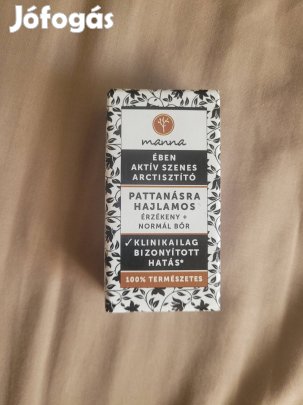 Jófogás
manna
ÉBEN
AKTÍV SZENES
ARCTISZTÍTÓ
PATTANÁSRA
HAJLAMOS
ÉRZÉKENY +
NORMÁL BŐR
✓KLINIKAILAG
BIZONYÍTOTT
HATÁS*
100% TERMÉSZETES